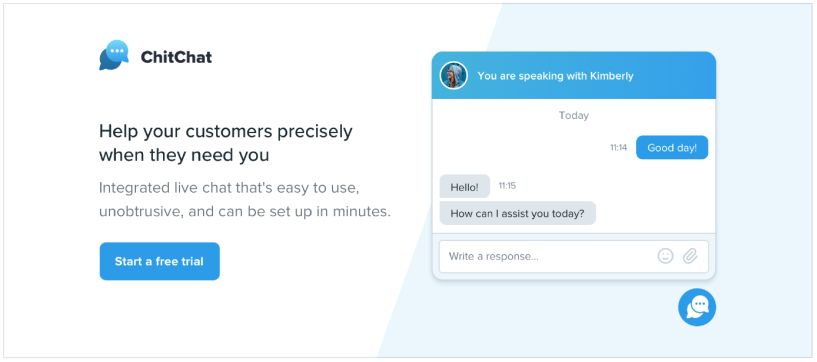 ChitChat
Help your customers precisely
when they need you
Integrated live chat that's easy to use,
unobtrusive, and can be set up in minutes.
Start a free trial
You are speaking with Kimberly
Today
11:14 Good day!
Hello! 11:15
How can I assist you today?
Write a response...